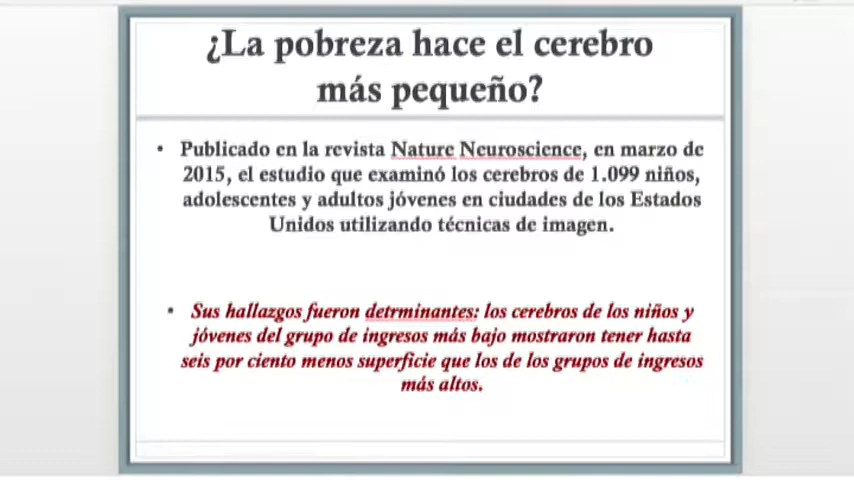 ¿La pobreza hace el cerebro
más pequeño?
• Publicado en la revista Nature Neuroscience, en marzo de
2015, el estudio que examinó los cerebros de 1.099 niños,
adolescentes y adultos jóvenes en ciudades de los Estados
Unidos utilizando técnicas de imagen.
• Sus hallazgos fueron detrminantes: los cerebros de los niños y
jóvenes del grupo de ingresos más bajo mostraron tener hasta
seis por ciento menos superficie que los de los grupos de ingresos
más altos.